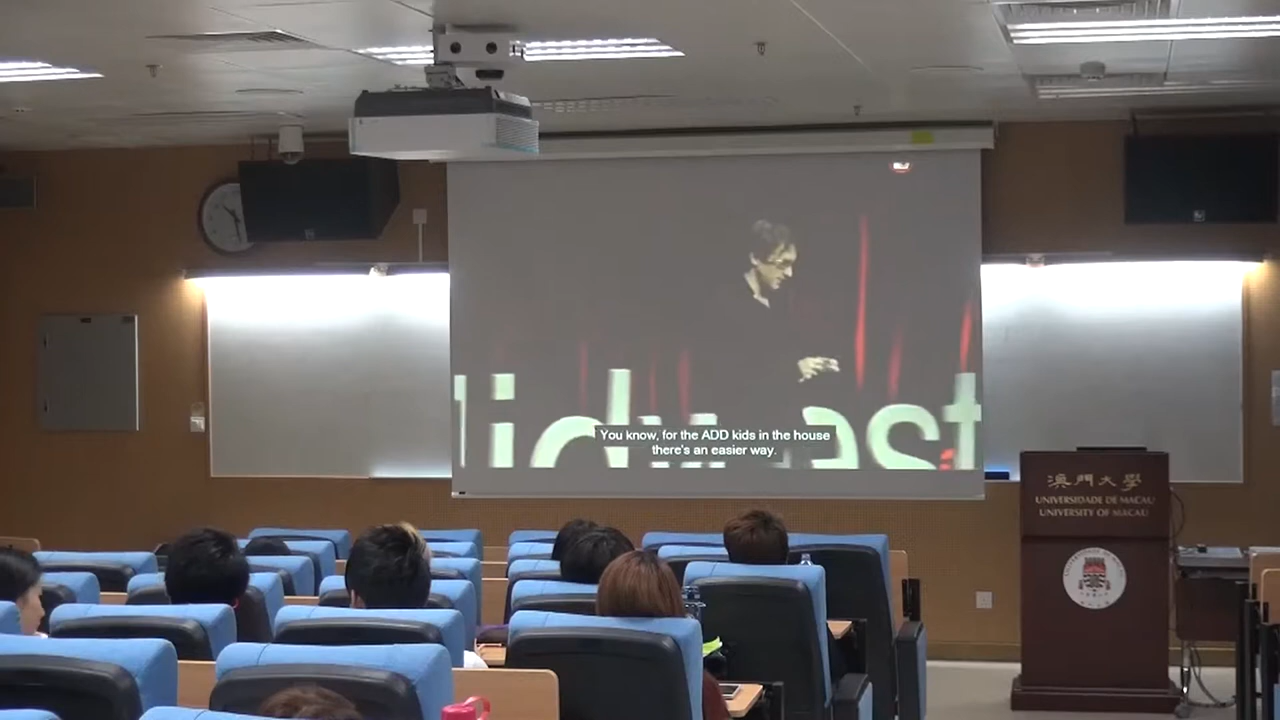 You know, for the ADD kids in the house
there's an easier way.
澳門大學
UNIVERSIDADE DE MACAU
UNIVERSITY OF MACAU